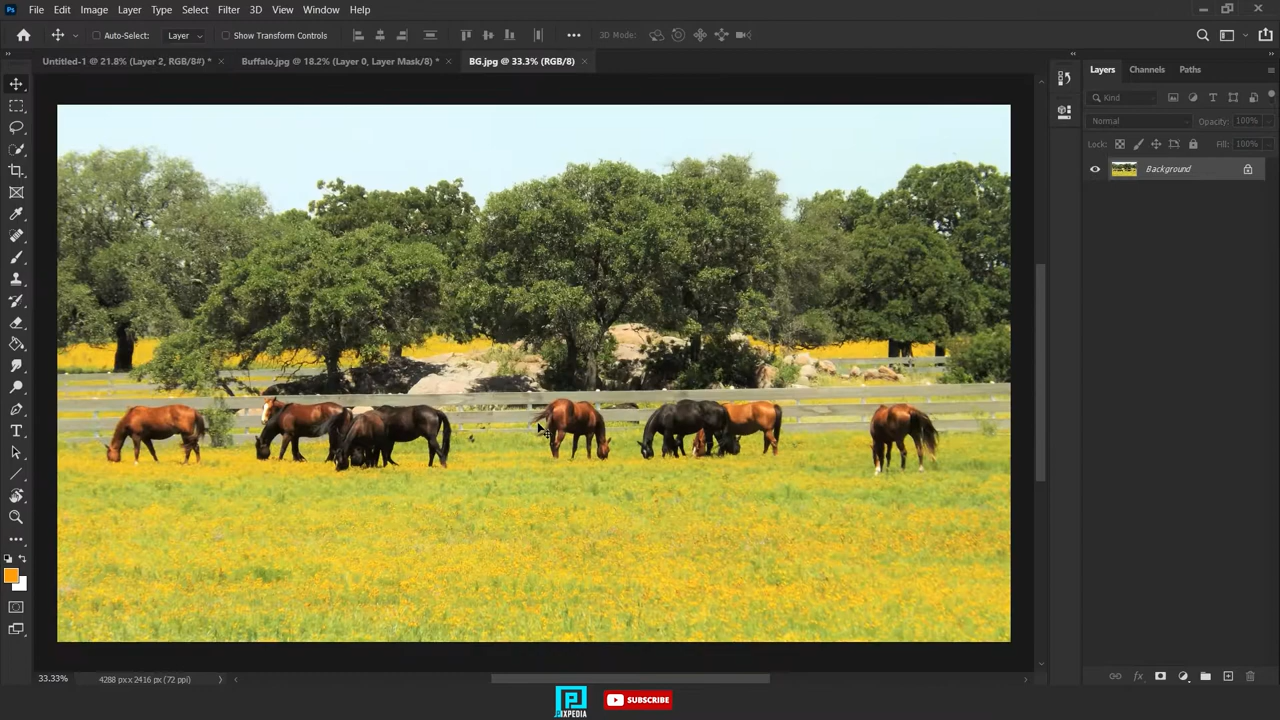 Ps File Edit Image Layer Type Select Filter 3D View Window Help
Auto-Select: Layer Show Transform Controls 3D Mode:
Untitled-1 @ 21.8% (Layer 2, RGB/8#) * Buffalo.jpg @ 18.2% (Layer 0, Layer Mask/8) * BG.jpg @ 33.3% (RGB/8)
Layers Channels Paths
Kind
Normal Opacity: 100%
Lock: Fill: 100%
Background
33.33% 4288 px x 2416 px (72 ppi)
PIXPEDIA SUBSCRIBE